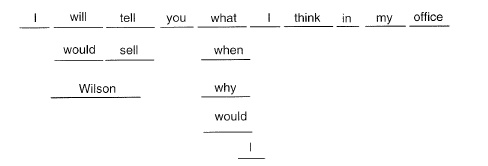 I will tell you what I think in my office
would sell when
Wilson why
would
I